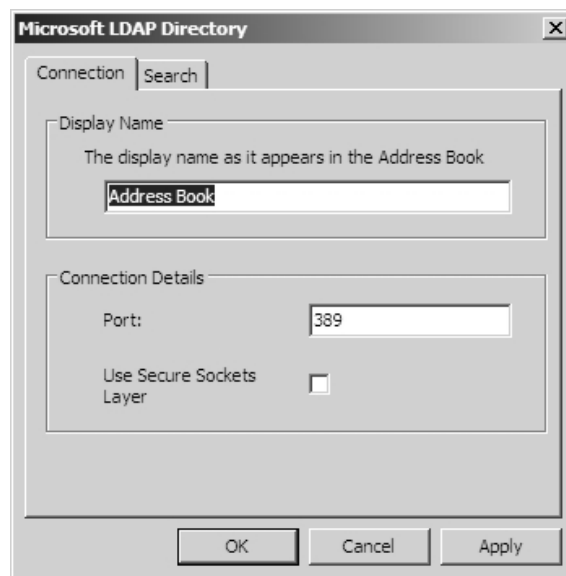 Microsoft LDAP Directory
Connection
Search
Display Name
The display name as it appears in the Address Book
Address Book
Connection Details
Port:
389
Use Secure Sockets
Layer
OK
Cancel
Apply